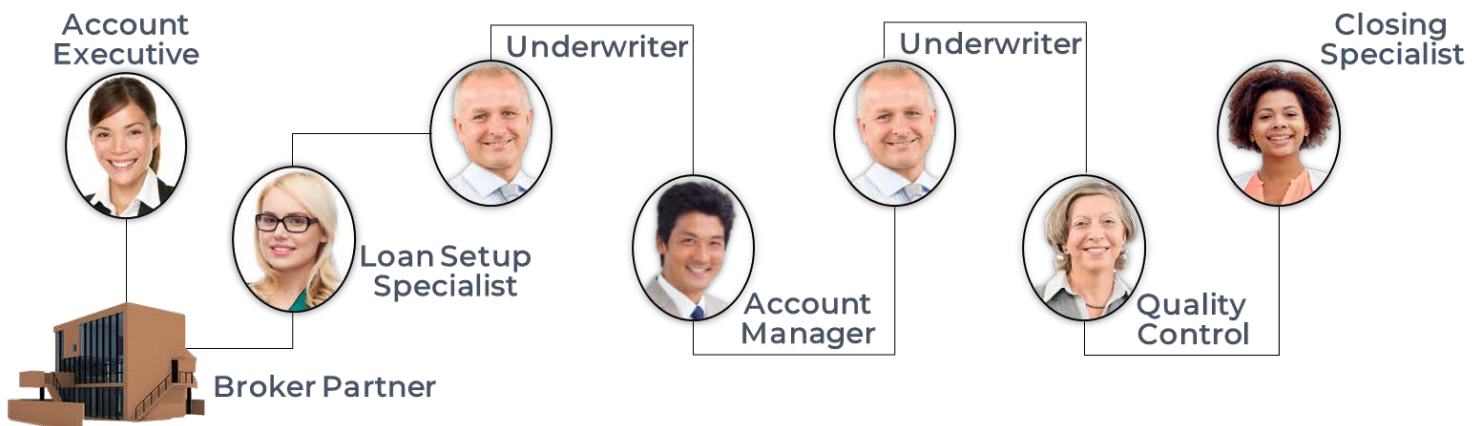 Account
Executive
Broker Partner
Loan Setup
Specialist
Underwriter
Account
Manager
Underwriter
Quality
Control
Closing
Specialist